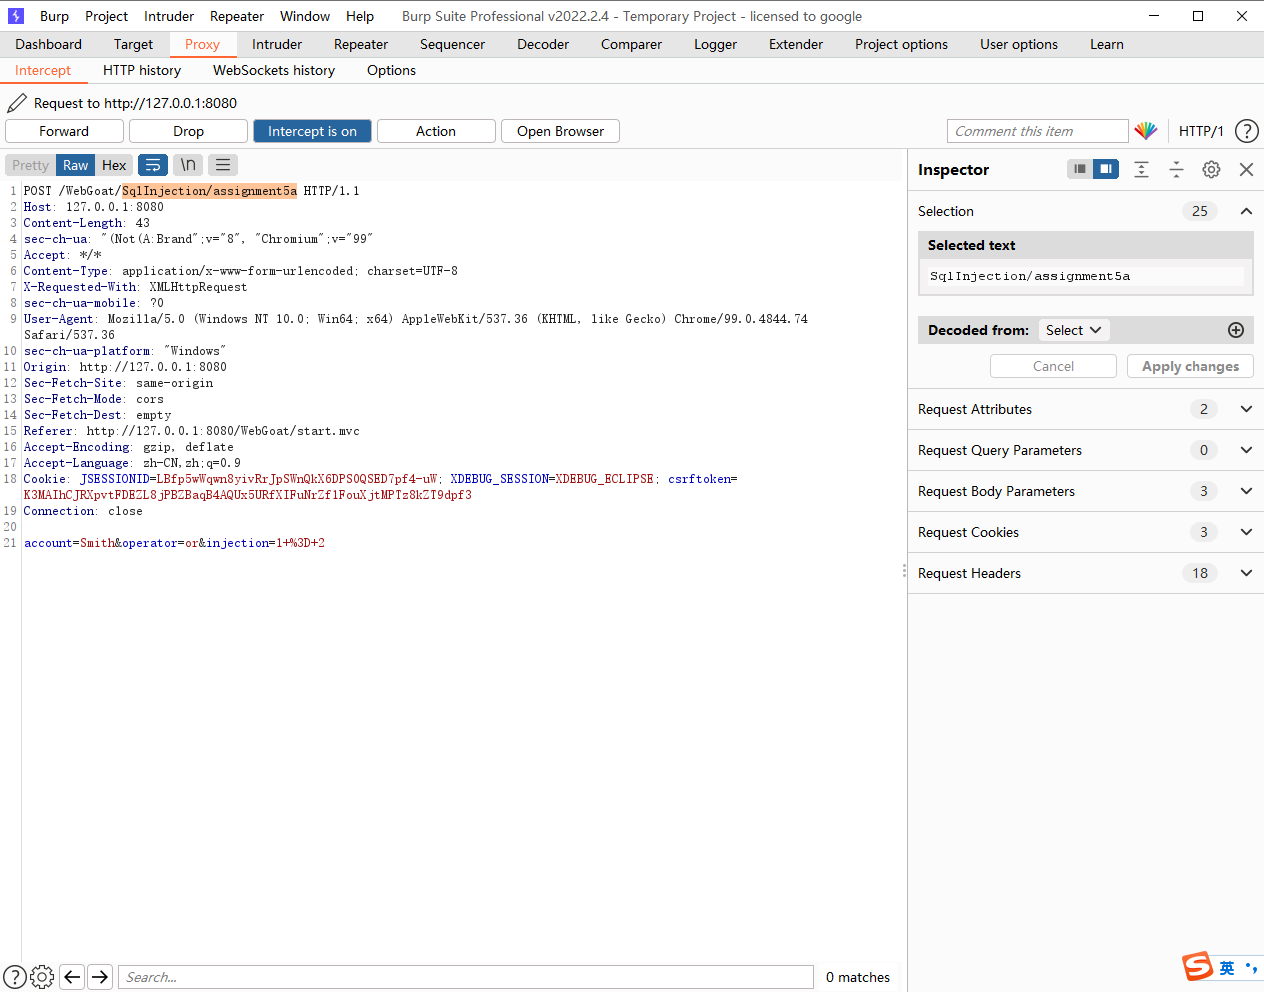 Burp Project Intruder Repeater Window Help Burp Suite Professional v2022.2.4 - Temporary Project - licensed to google
Dashboard Target Proxy Intruder Repeater Sequencer Decoder Comparer Logger Extender Project options User options Learn
Intercept HTTP history WebSockets history Options
Request to http://127.0.0.1:8080
Forward Drop Intercept is on Action Open Browser Comment this item HTTP/1 ?
Pretty Raw Hex \n
1 POST /WebGoat/SqlInjection/assignment5a HTTP/1.1
2 Host: 127.0.0.1:8080
3 Content-Length: 43
4 sec-ch-ua: "(Not(A:Brand";v="8", "Chromium";v="99"
5 Accept: */*
6 Content-Type: application/x-www-form-urlencoded; charset=UTF-8
7 X-Requested-With: XMLHttpRequest
8 sec-ch-ua-mobile: ?0
9 User-Agent: Mozilla/5.0 (Windows NT 10.0; Win64; x64) AppleWebKit/537.36 (KHTML, like Gecko) Chrome/99.0.4844.74
Safari/537.36
10 sec-ch-ua-platform: "Windows"
11 Origin: http://127.0.0.1:8080
12 Sec-Fetch-Site: same-origin
13 Sec-Fetch-Mode: cors
14 Sec-Fetch-Dest: empty
15 Referer: http://127.0.0.1:8080/WebGoat/start.mvc
16 Accept-Encoding: gzip, deflate
17 Accept-Language: zh-CN,zh;q=0.9
18 Cookie: JSESSIONID=LBfp5wWqwn8yivRrJpSWnQkX6DPS0QSED7pf4-uW; XDEBUG_SESSION=XDEBUG_ECLIPSE; csrftoken=
K3MAIhCJRXpvtFDEZL8jPBZBaqB4AQUx5URfXIFuNrZf1FouXjtMPTz8kZT9dpf3
19 Connection: close
20
21 account=Smith&operator=or&injection=1+%3D+2
Inspector
Selection 25
Selected text
SqlInjection/assignment5a
Decoded from: Select
Cancel Apply changes
Request Attributes 2
Request Query Parameters 0
Request Body Parameters 3
Request Cookies 3
Request Headers 18
? Search... 0 matches
S 英